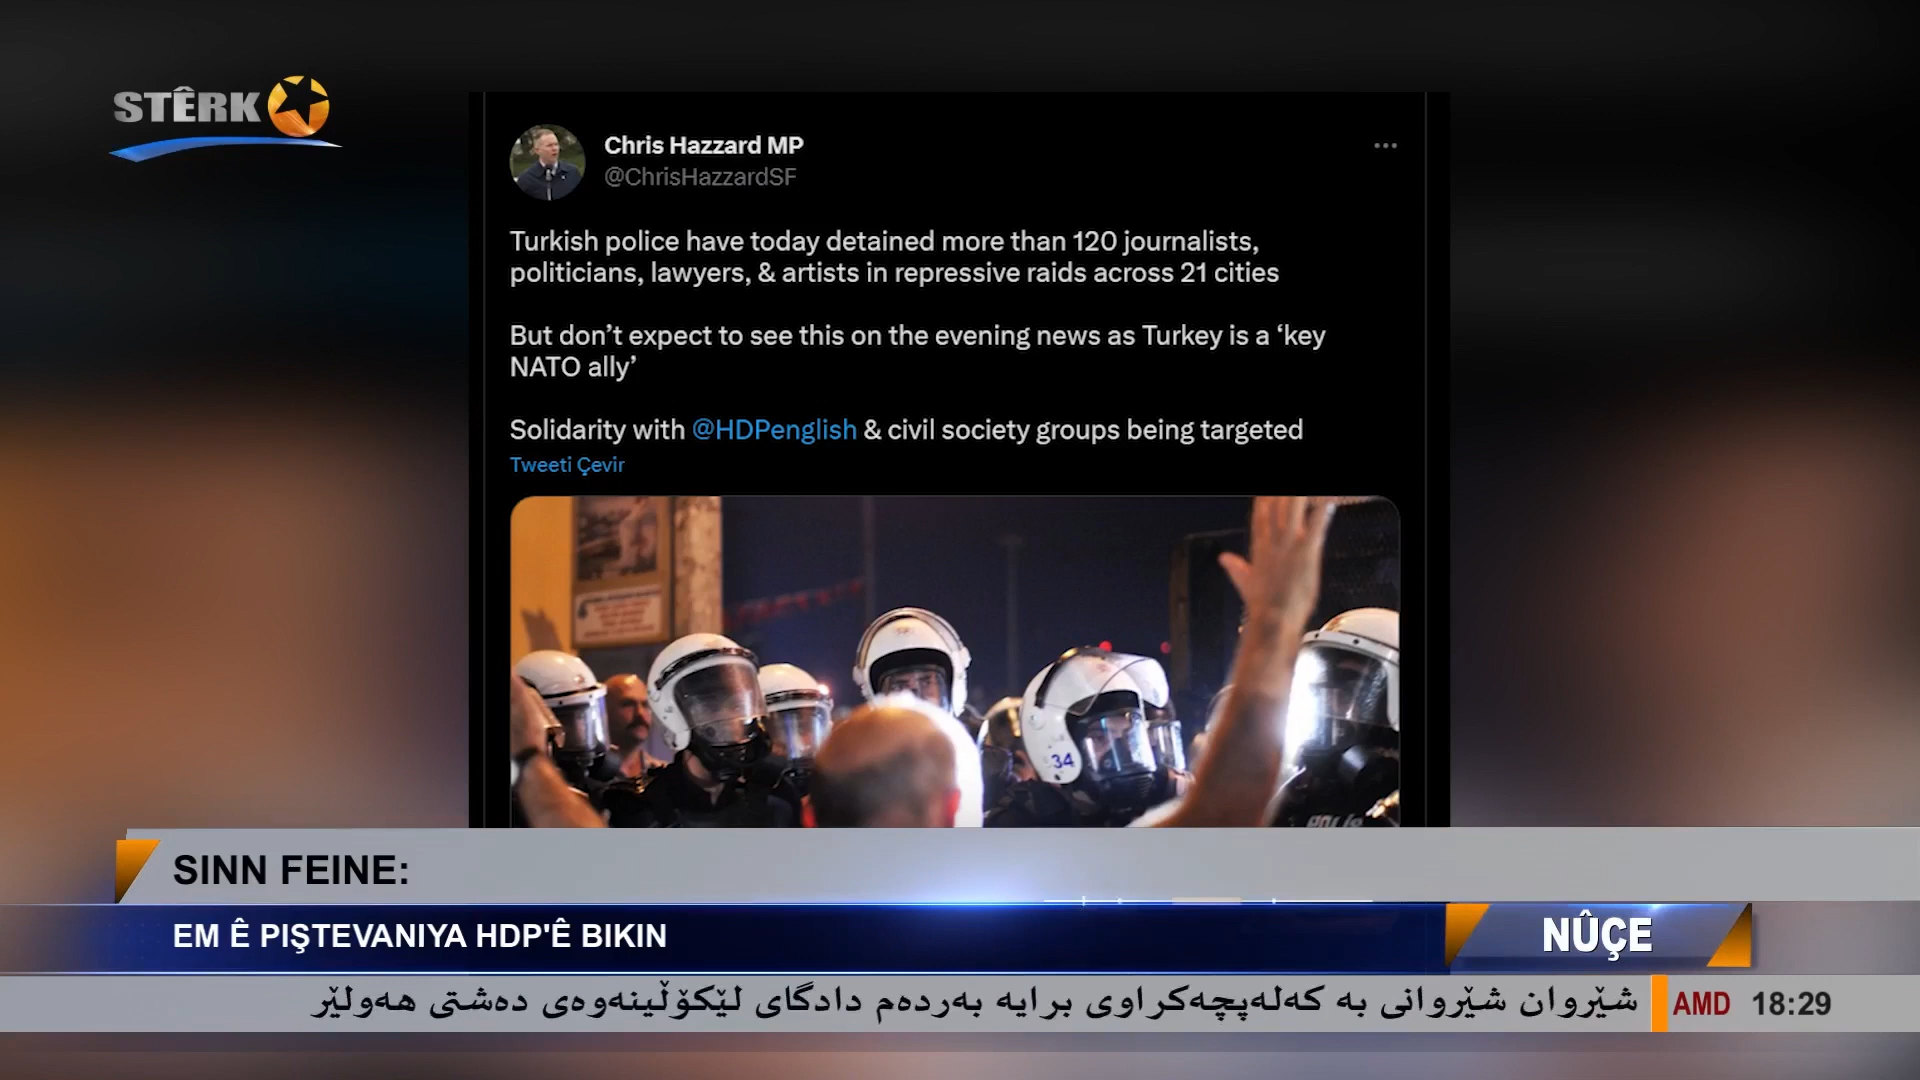 STÊRK
Chris Hazzard MP
@ChrisHazzardSF
Turkish police have today detained more than 120 journalists,
politicians, lawyers, & artists in repressive raids across 21 cities
But don’t expect to see this on the evening news as Turkey is a ‘key
NATO ally’
Solidarity with @HDPenglish & civil society groups being targeted
Tweeti Çevir
34
POLİS
SINN FEINE:
EM Ê PIŞTEVANIYA HDP'Ê BIKIN
NÛÇE
شێروان شێروانی بە کەلەپچەکراوی برایە بەردەم دادگای لێکۆڵینەوەی دەشتی هەولێر
AMD 18:29